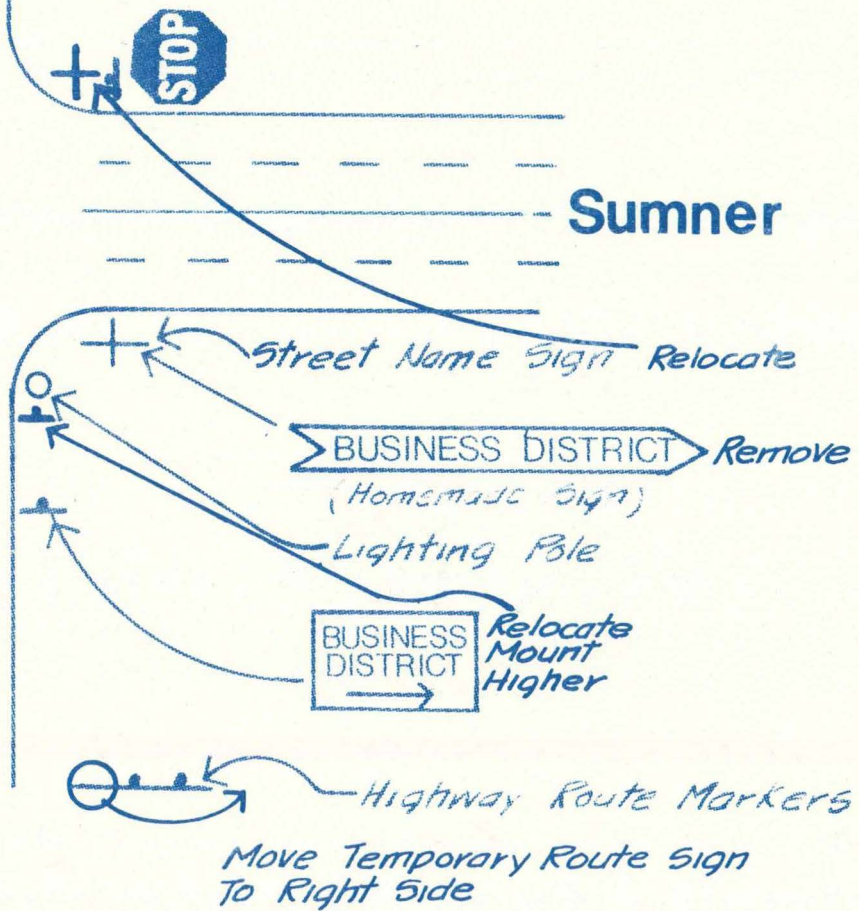 STOP
Sumner
Street Name Sign Relocate
BUSINESS DISTRICT Remove
(Homemade Sign)
Lighting Pole
BUSINESS
DISTRICT
Relocate
Mount
Higher
Highway Route Markers
Move Temporary Route Sign
To Right Side